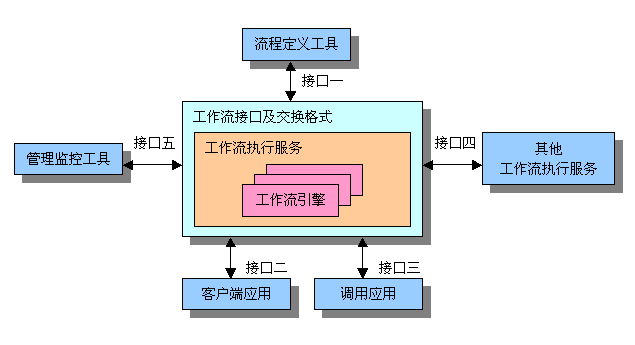 流程定义工具
接口一
工作流接口及交换格式
工作流执行服务
工作流引擎
接口五
管理监控工具
接口四
其他
工作流执行服务
接口二
接口三
客户端应用
调用应用